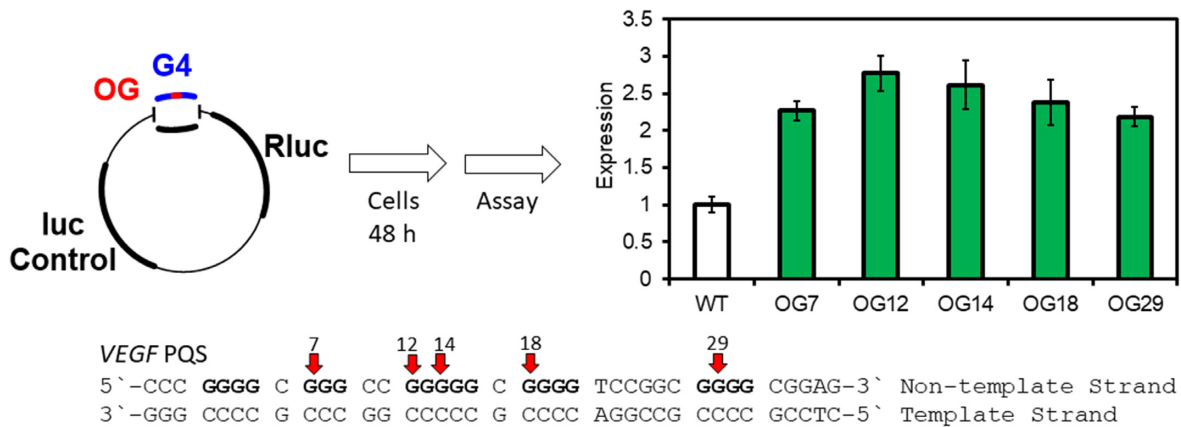 G4
OG
Rluc
luc
Control
Cells
48 h
Assay
Expression
3.5
3
2.5
2
1.5
1
0.5
0
WT OG7 OG12 OG14 OG18 OG29
VEGF PQS
7 12 14 18 29
5`-CCC GGGG C GGG CC GGGGG C GGGG TCCGGC GGGG CGGAG-3` Non-template Strand
3`-GGG CCCC G CCC GG CCCCC G CCCC AGGCCG CCCC GCCTC-5` Template Strand